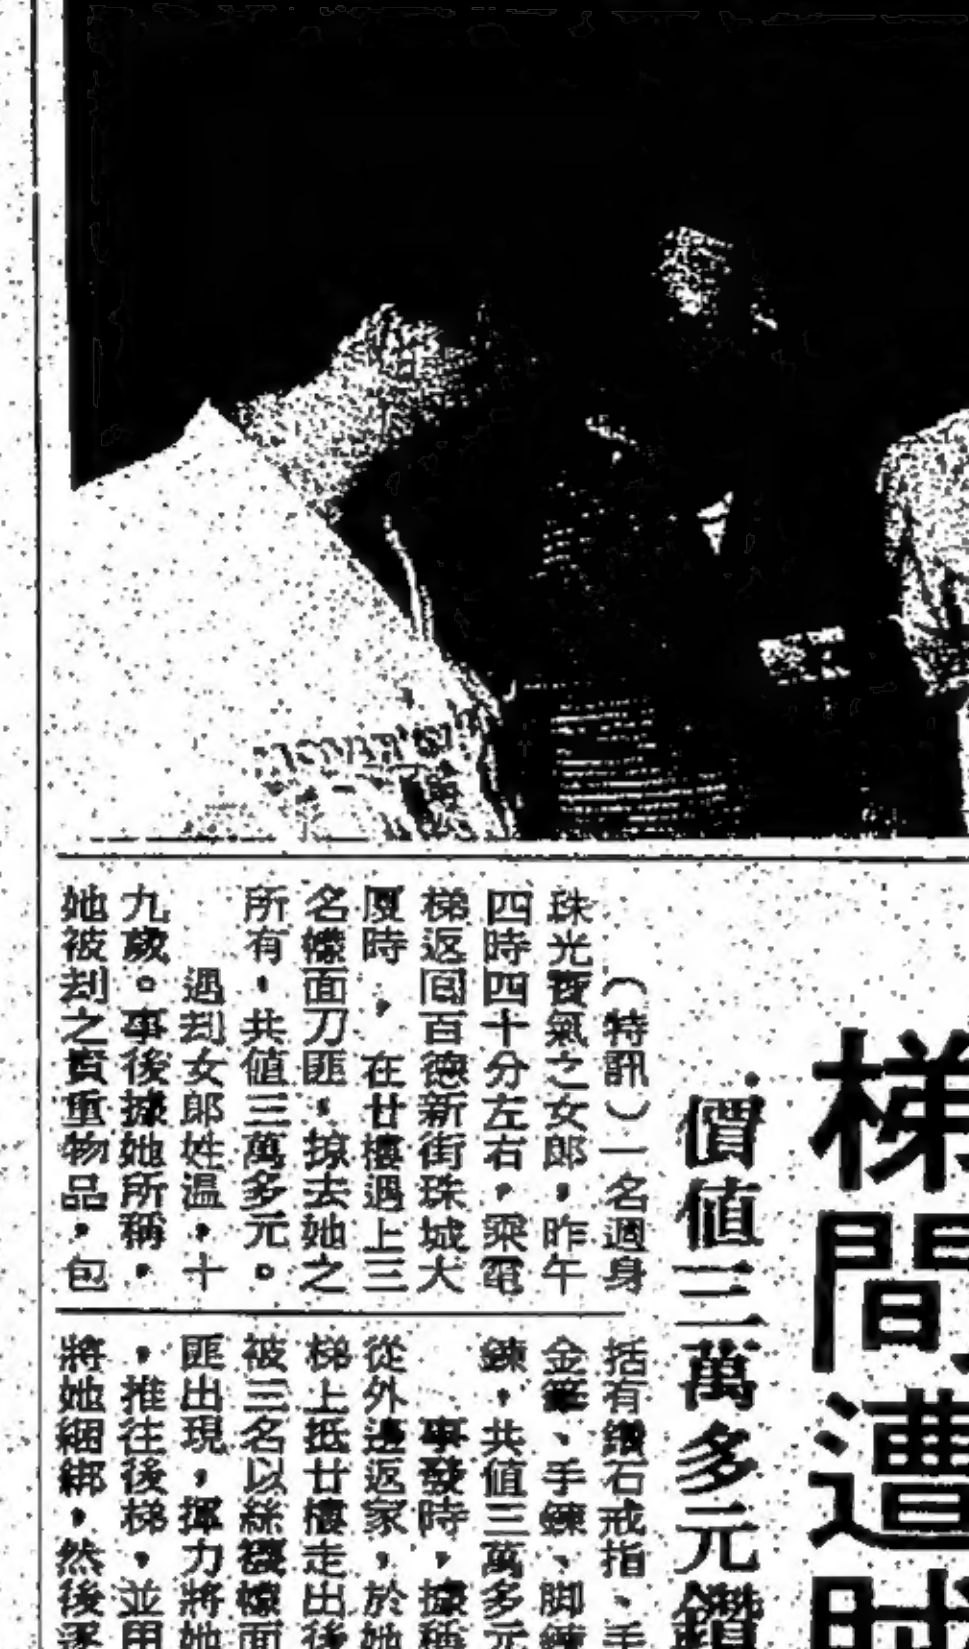 梯間遭
價值三萬多元鑽
（特訊）一名週身
珠光寶氣之女郎，昨午
四時四十分左右，乘電
梯返回百德新街珠城大
厦時，在廿樓遇上三
名幪面刀匪，掠去她之
所有，共值三萬多元。
遇刦女郎姓温，十
九歲。事後據她所稱，
她被刦之貴重物品，包
括有鑽石戒指、手
金筆、手鍊、脚鍊
鍊，共值三萬多元
事發時，據稱
從外邊返家，於她
梯上抵廿樓走出後
被三名以絲襪幪面
匪出現，揮力將她
，推往後梯，並用
將她綑綁，然後逐